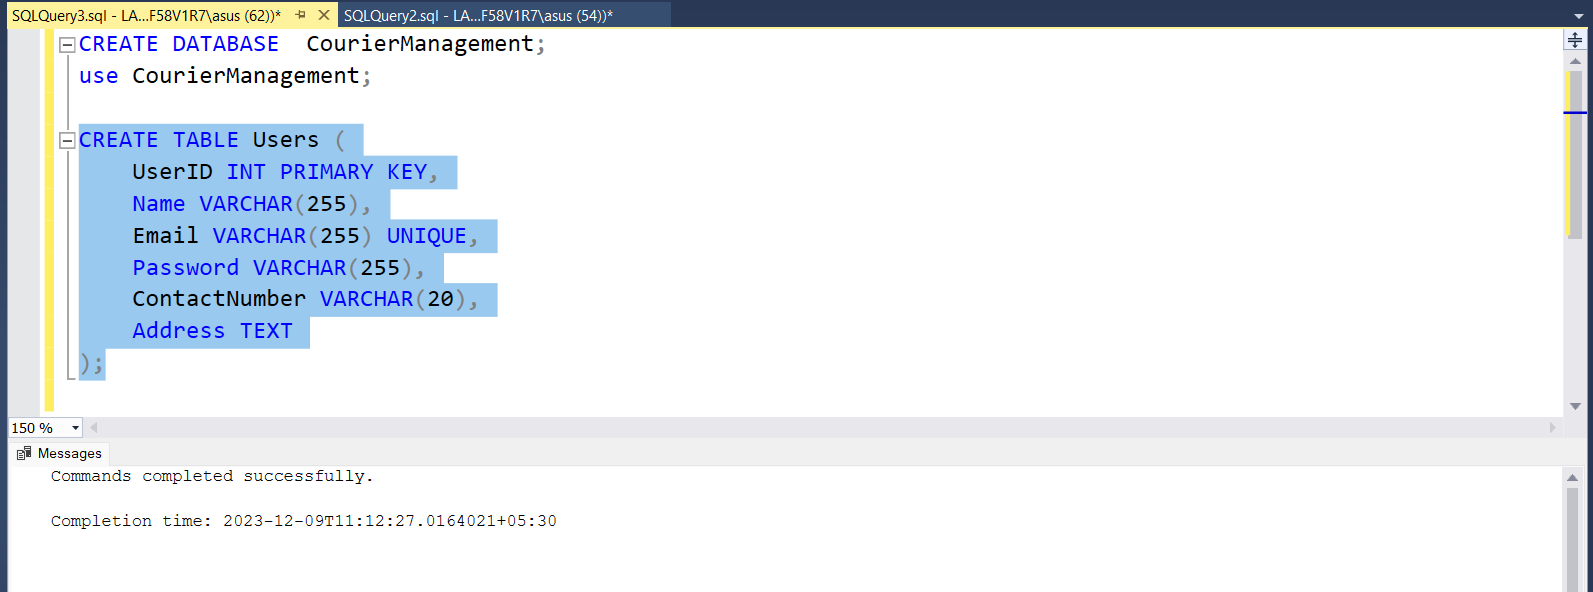 SQLQuery3.sql - LA...F58V1R7\asus (62))* SQLQuery2.sql - LA...F58V1R7\asus (54))*
CREATE DATABASE  CourierManagement;
use CourierManagement;
CREATE TABLE Users (
    UserID INT PRIMARY KEY,
    Name VARCHAR(255),
    Email VARCHAR(255) UNIQUE,
    Password VARCHAR(255),
    ContactNumber VARCHAR(20),
    Address TEXT
);
150 %
Messages
Commands completed successfully.
Completion time: 2023-12-09T11:12:27.0164021+05:30